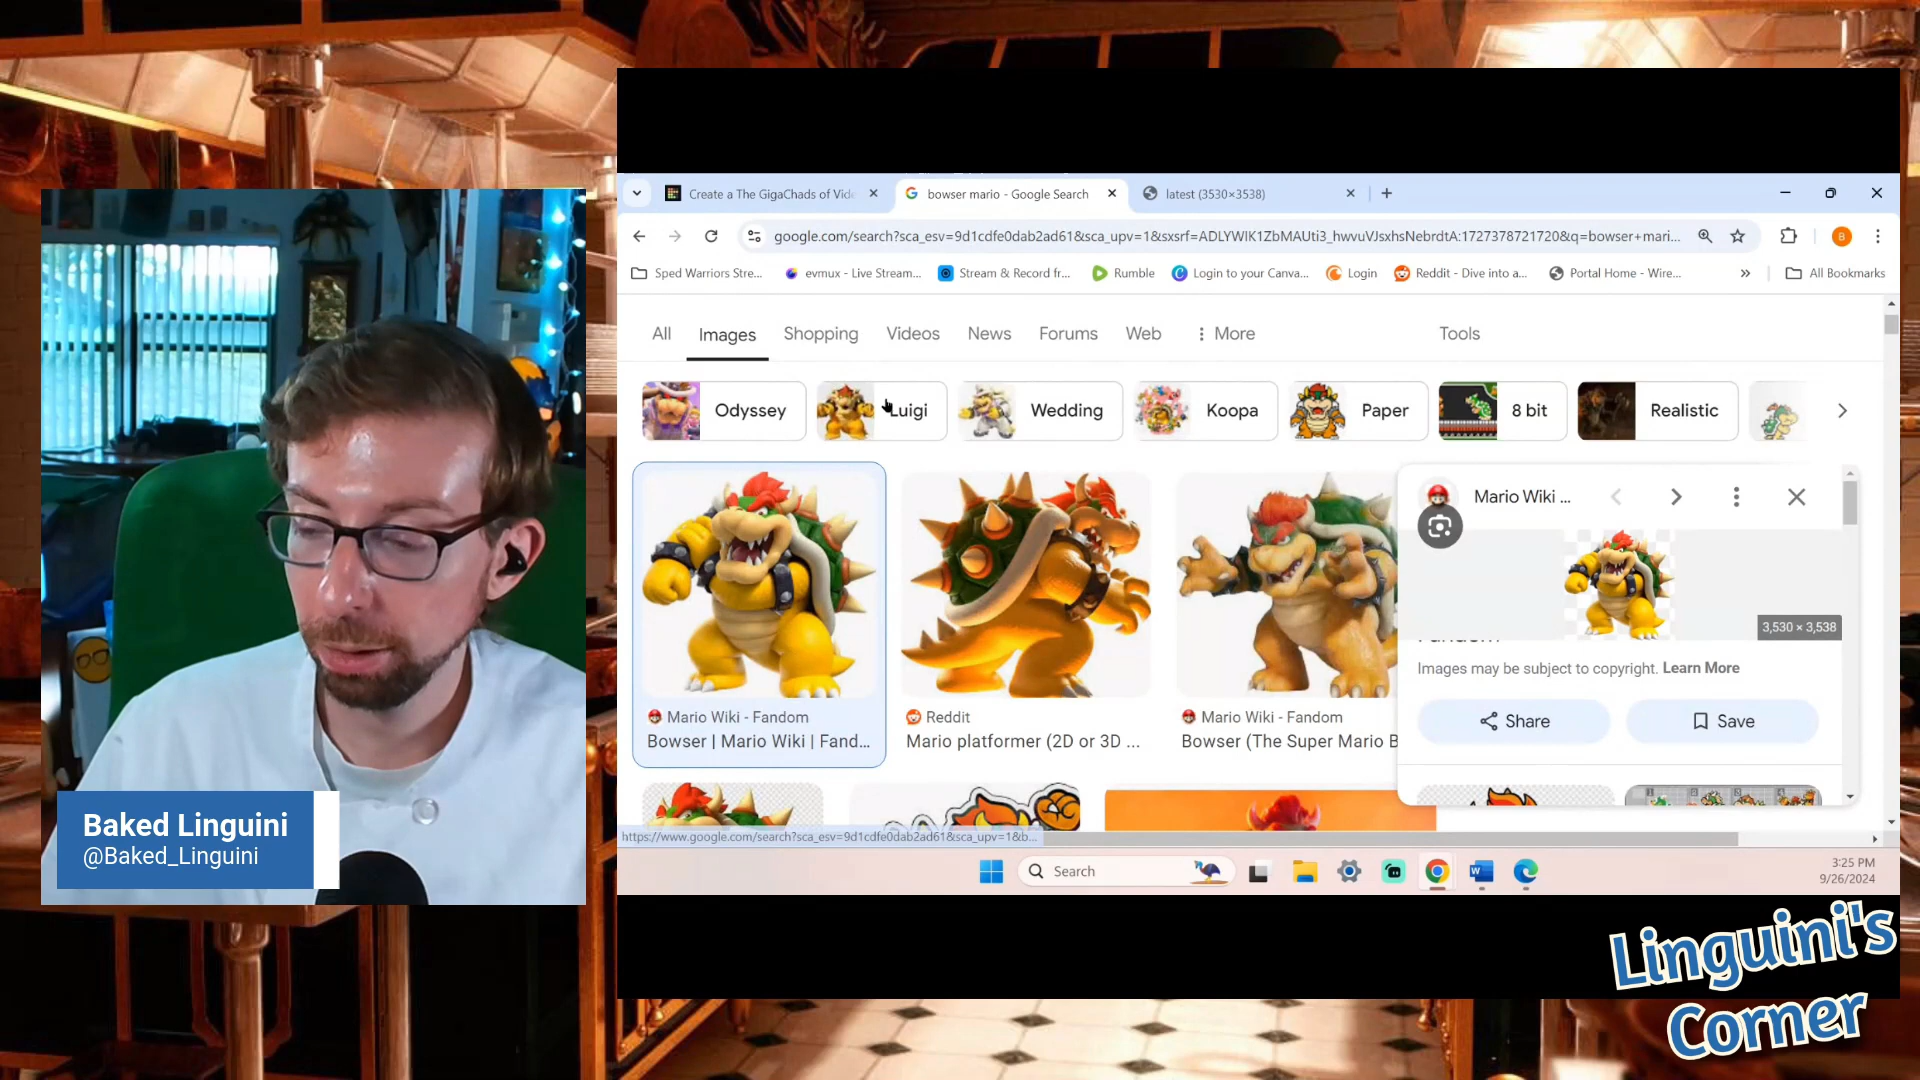 Create a The GigaChads of Vide
bowser mario - Google Search
latest (3530×3538)
google.com/search?sca_esv=9d1cdfe0dab2ad61&sca_upv=1&sxsrf=ADLYWIK1ZbMAUti3_hwvuVJsxhsNebrdtA:1727378721720&q=bowser+mari...
B
Sped Warriors Stre...
evmux - Live Stream...
Stream & Record fr...
Rumble
Login to your Canva...
Login
Reddit - Dive into a...
Portal Home - Wire...
»
All Bookmarks
All
Images
Shopping
Videos
News
Forums
Web
More
Tools
Odyssey
Luigi
Wedding
Koopa
Paper
8 bit
Realistic
Mario Wiki ...
3,530 × 3,538
Images may be subject to copyright. Learn More
Share
Save
Mario Wiki - Fandom
Bowser | Mario Wiki | Fand...
Reddit
Mario platformer (2D or 3D ...
Mario Wiki - Fandom
Bowser (The Super Mario B
https://www.google.com/search?sca_esv=9d1cdfe0dab2ad61&sca_upv=1&b...
Search
3:25 PM
9/26/2024
Baked Linguini
@Baked_Linguini
Linguini's
Corner